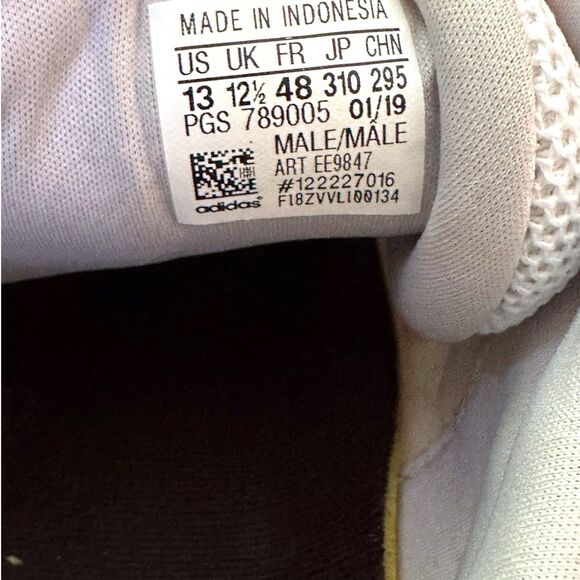 MADE IN INDONESIA
US UK FR JP CHN
13 12½ 48 310 295
PGS 789005 01/19
MALE/MÂLE
ART EE9847
#122227016
F18ZVVL100134
adidas®